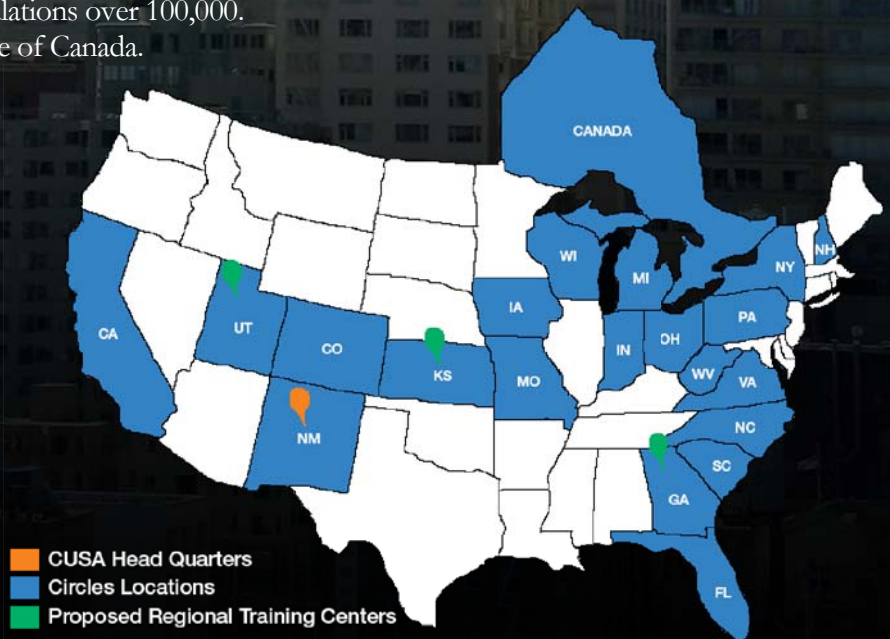 ulations over 100,000.
e of Canada.
CANADA
WI
MI
NY
NH
IA
PA
CA
UT
CO
KS
MO
IN
OH
WV
VA
NM
NC
SC
GA
FL
CUSA Head Quarters
Circles Locations
Proposed Regional Training Centers